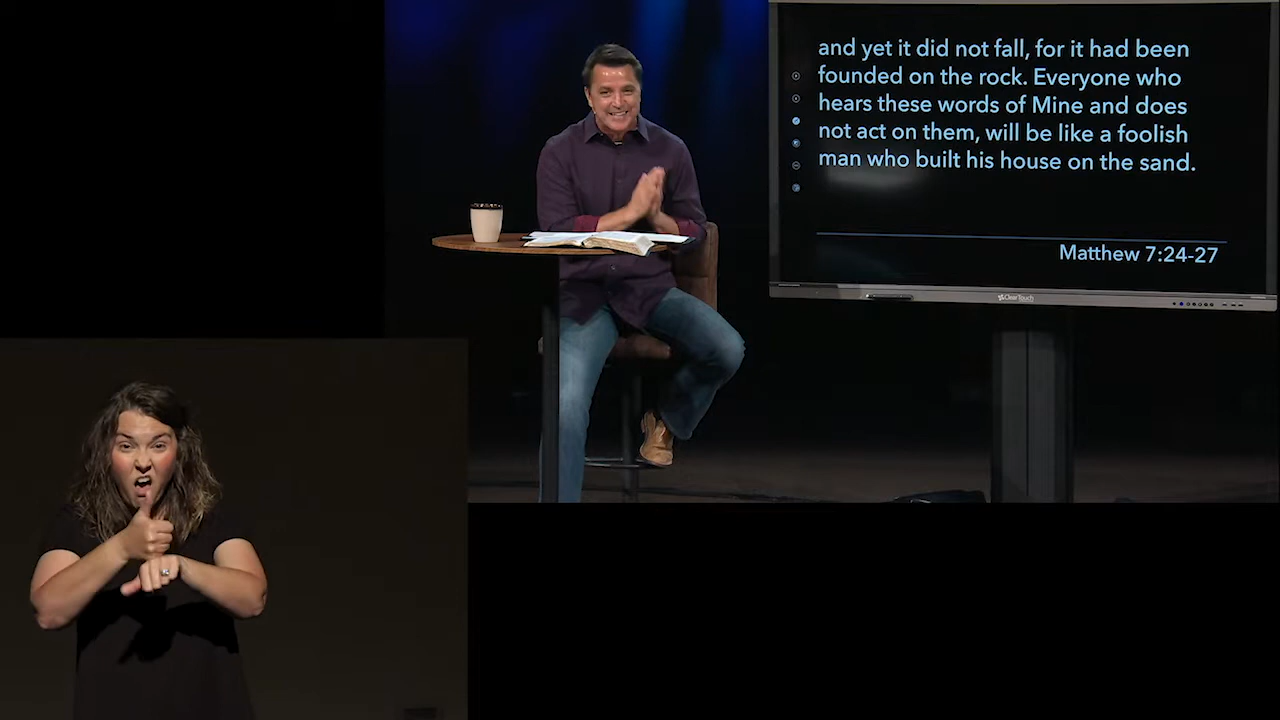 and yet it did not fall, for it had been
founded on the rock. Everyone who
hears these words of Mine and does
not act on them, will be like a foolish
man who built his house on the sand.
Matthew 7:24-27
ClearTouch